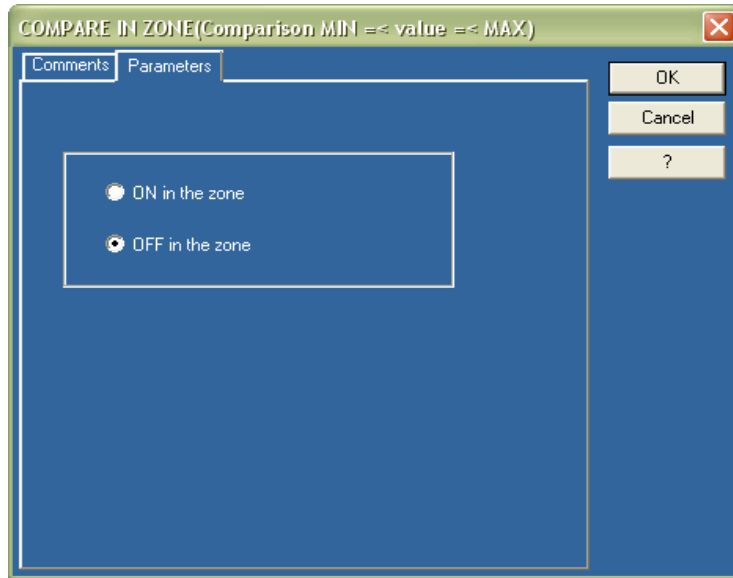 COMPARE IN ZONE(Comparison MIN =< value =< MAX)
Comments Parameters
OK
Cancel
?
ON in the zone
OFF in the zone